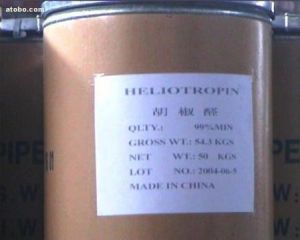 atobo.com
HELIOTROPIN
胡椒醛
QLTY.: 99%MIN
GROSS WT.: 54.3 KGS
NET WT.: 50 KGS
LOT NO.: 2004-06-5
MADE IN CHINA
PIPE